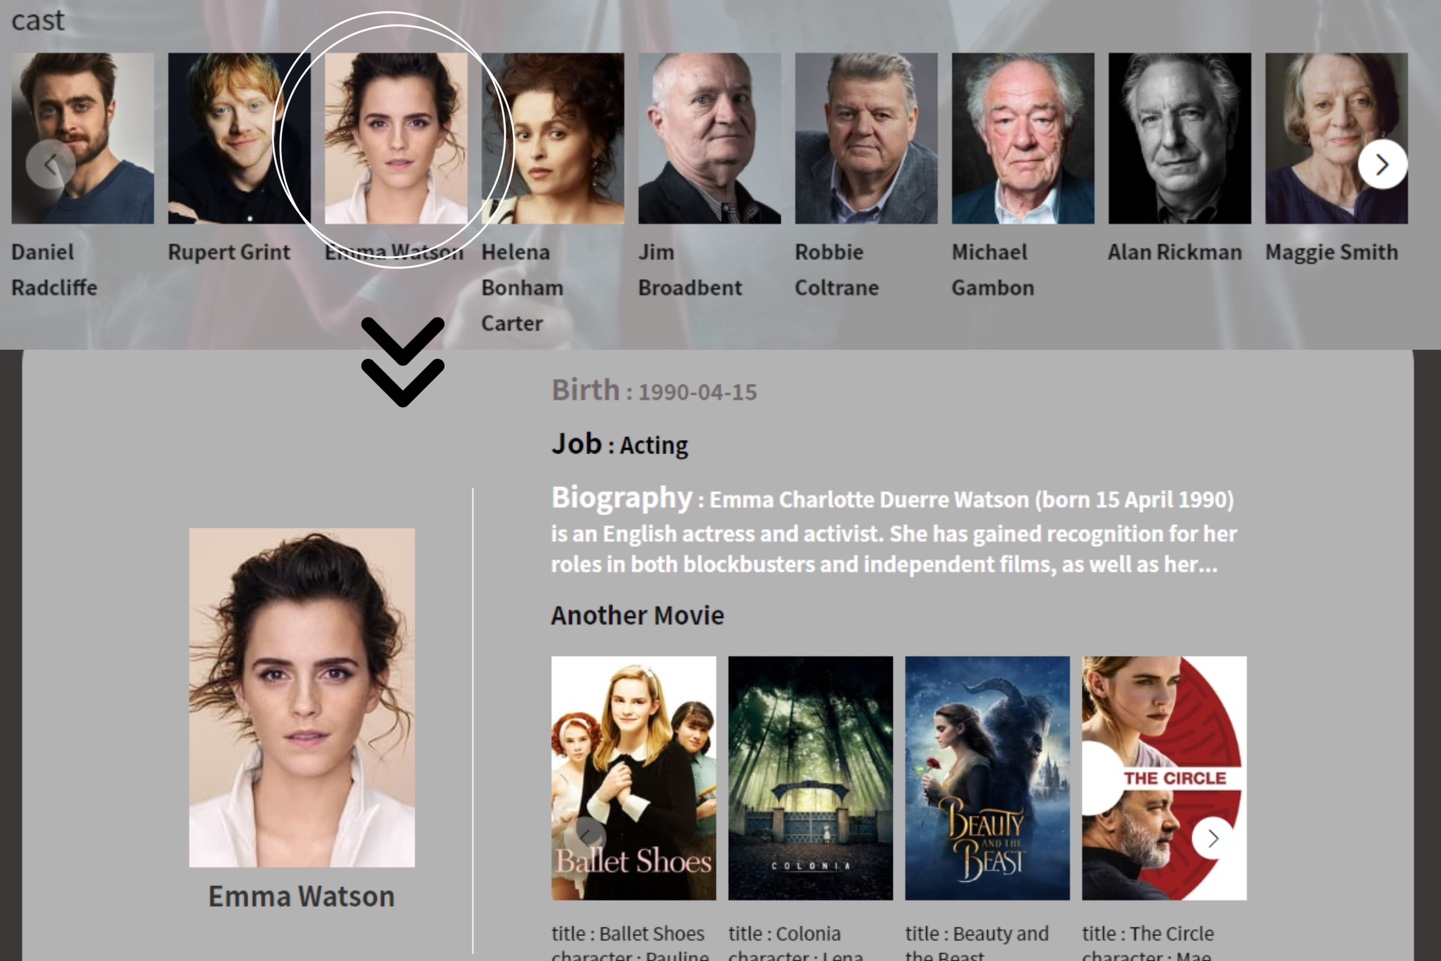 cast
Daniel
Radcliffe
Rupert Grint
Emma Watson
Helena
Bonham
Carter
Jim
Broadbent
Robbie
Coltrane
Michael
Gambon
Alan Rickman
Maggie Smith
Birth : 1990-04-15
Job : Acting
Biography : Emma Charlotte Duerre Watson (born 15 April 1990)
is an English actress and activist. She has gained recognition for her
roles in both blockbusters and independent films, as well as her...
Another Movie
Emma Watson
Ballet Shoes
COLONIA
BEAUTY
AND THE
BEAST
THE CIRCLE
title : Ballet Shoes
character : Pauline
title : Colonia
character : Lena
title : Beauty and
the Beast
title : The Circle
character : Mae